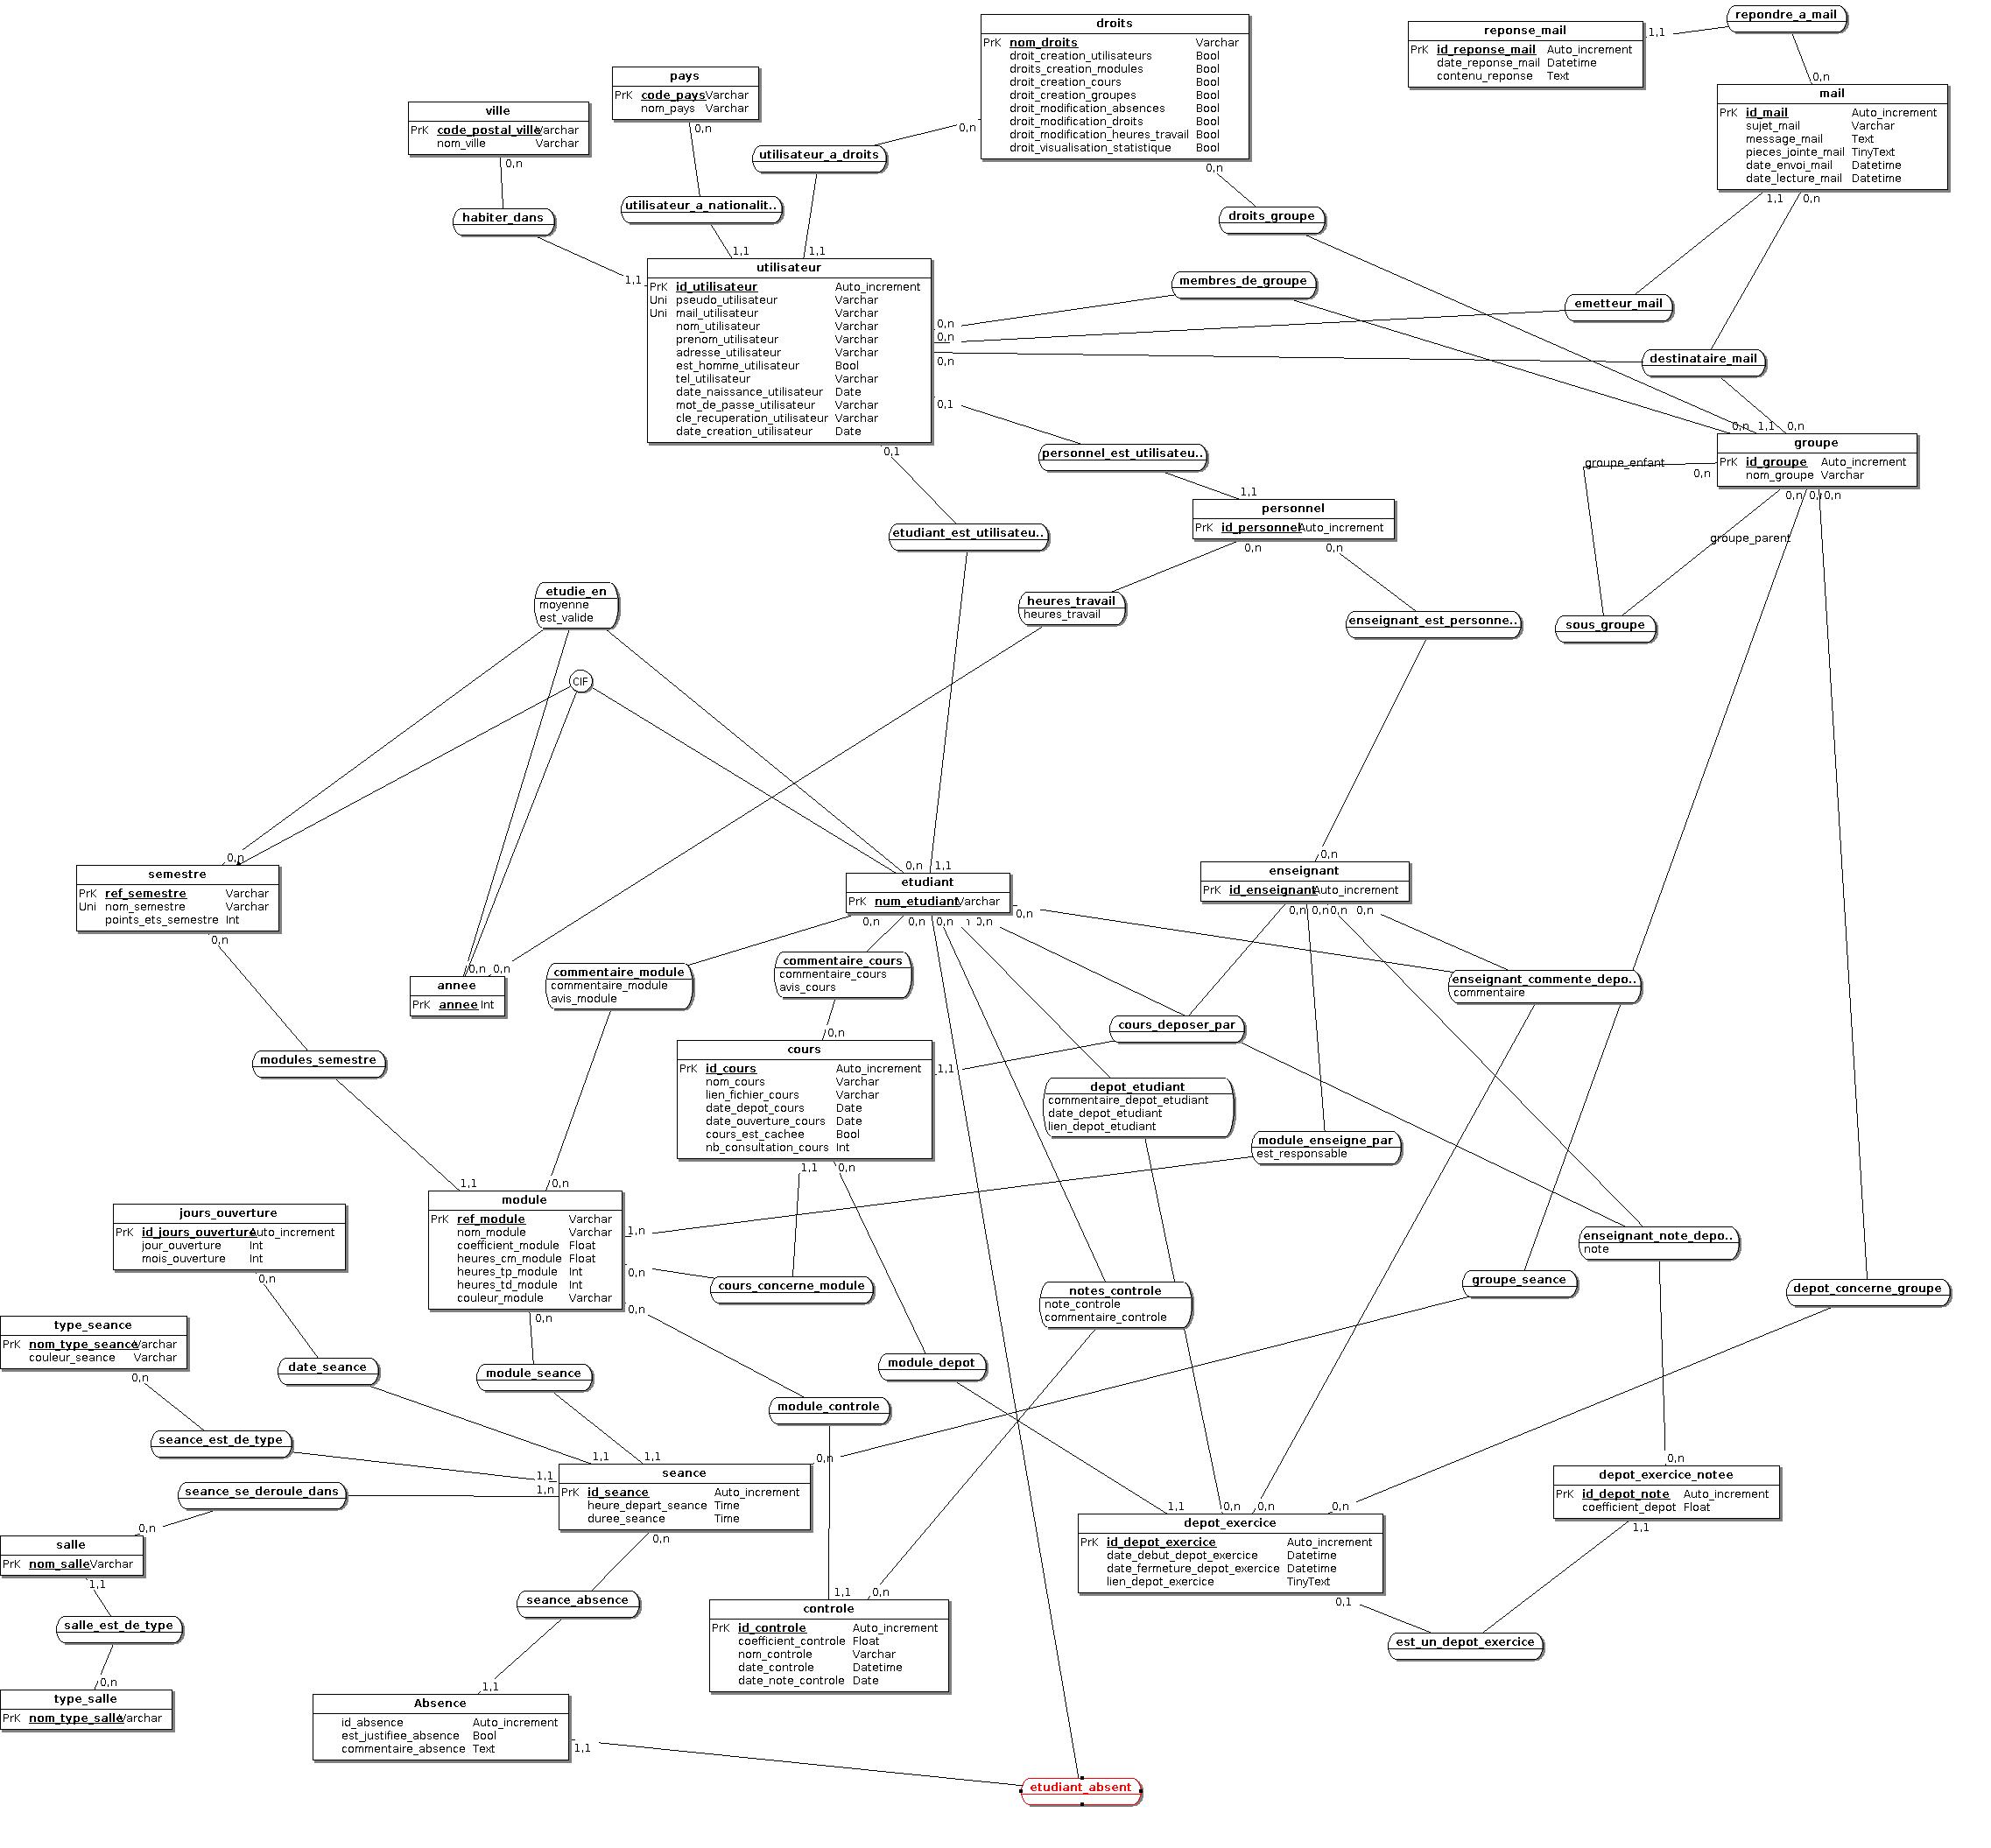 droits
PrK nom_droits Varchar
droit_creation_utilisateurs Bool
droits_creation_modules Bool
droit_creation_cours Bool
droit_creation_groupes Bool
droit_modification_absences Bool
droit_modification_droits Bool
droit_modification_heures_travail Bool
droit_visualisation_statistique Bool
0,n
0,n
reponse_mail
PrK id_reponse_mail Auto_increment
date_reponse_mail Datetime
contenu_reponse Text
1,1
repondre_a_mail
0,n
mail
PrK id_mail Auto_increment
sujet_mail Varchar
message_mail Text
pieces_jointe_mail TinyText
date_envoi_mail Datetime
date_lecture_mail Datetime
1,1 0,n
pays
PrK code_pays Varchar
nom_pays Varchar
0,n
ville
PrK code_postal_ville Varchar
nom_ville Varchar
0,n
utilisateur_a_droits
utilisateur_a_nationalit..
habiter_dans
droits_groupe
1,1 1,1
1,1
utilisateur
PrK id_utilisateur Auto_increment
Uni pseudo_utilisateur Varchar
Uni mail_utilisateur Varchar
nom_utilisateur Varchar
prenom_utilisateur Varchar
adresse_utilisateur Varchar
est_homme_utilisateur Bool
tel_utilisateur Varchar
date_naissance_utilisateur Date
mot_de_passe_utilisateur Varchar
cle_recuperation_utilisateur Varchar
date_creation_utilisateur Date
0,n
0,n
0,n
0,1
0,1
membres_de_groupe
emetteur_mail
destinataire_mail
personnel_est_utilisateu..
0,n 1,1 0,n
groupe
PrK id_groupe Auto_increment
nom_groupe Varchar
groupe_enfant
0,n
0,n 0,n 0,n
groupe_parent
1,1
personnel
PrK id_personnel Auto_increment
0,n 0,n
etudiant_est_utilisateu..
etudie_en
moyenne
est_valide
heures_travail
heures_travail
enseignant_est_personne..
sous_groupe
CIF
0,n
semestre
PrK ref_semestre Varchar
Uni nom_semestre Varchar
points_ets_semestre Int
0,n
0,n 1,1
etudiant
PrK num_etudiant Varchar
0,n 0,n 0,n 0,n
0,n
0,n
enseignant
PrK id_enseignant Auto_increment
0,n 0,n 0,n 0,n
0,n 0,n
annee
PrK annee Int
commentaire_module
commentaire_module
avis_module
commentaire_cours
commentaire_cours
avis_cours
enseignant_commente_depo..
commentaire
cours_deposer_par
modules_semestre
0,n
cours
PrK id_cours Auto_increment
nom_cours Varchar
lien_fichier_cours Varchar
date_depot_cours Date
date_ouverture_cours Date
cours_est_cachee Bool
nb_consultation_cours Int
1,1
1,1 0,n
depot_etudiant
commentaire_depot_etudiant
date_depot_etudiant
lien_depot_etudiant
module_enseigne_par
est_responsable
1,1 0,n
module
PrK ref_module Varchar
nom_module Varchar
coefficient_module Float
heures_cm_module Float
heures_tp_module Int
heures_td_module Int
couleur_module Varchar
1,n
0,n
0,n
0,n
jours_ouverture
PrK id_jours_ouverture Auto_increment
jour_ouverture Int
mois_ouverture Int
0,n
cours_concerne_module
enseignant_note_depo..
note
groupe_seance
depot_concerne_groupe
notes_controle
note_controle
commentaire_controle
type_seance
PrK nom_type_seance Varchar
couleur_seance Varchar
0,n
date_seance
module_seance
module_depot
module_controle
seance_est_de_type
1,1 1,1
1,1
1,n
0,n
seance
PrK id_seance Auto_increment
heure_depart_seance Time
duree_seance Time
0,n
seance_se_deroule_dans
0,n
salle
PrK nom_salle Varchar
1,1
0,n
depot_exercice_notee
PrK id_depot_note Auto_increment
coefficient_depot Float
1,1
1,1 0,n 0,n 0,n
depot_exercice
PrK id_depot_exercice Auto_increment
date_debut_depot_exercice Datetime
date_fermeture_depot_exercice Datetime
lien_depot_exercice TinyText
0,1
seance_absence
1,1 0,n
controle
PrK id_controle Auto_increment
coefficient_controle Float
nom_controle Varchar
date_controle Datetime
date_note_controle Date
salle_est_de_type
est_un_depot_exercice
0,n
type_salle
PrK nom_type_salle Varchar
1,1
Absence
id_absence Auto_increment
est_justifiee_absence Bool
commentaire_absence Text
1,1
etudiant_absent